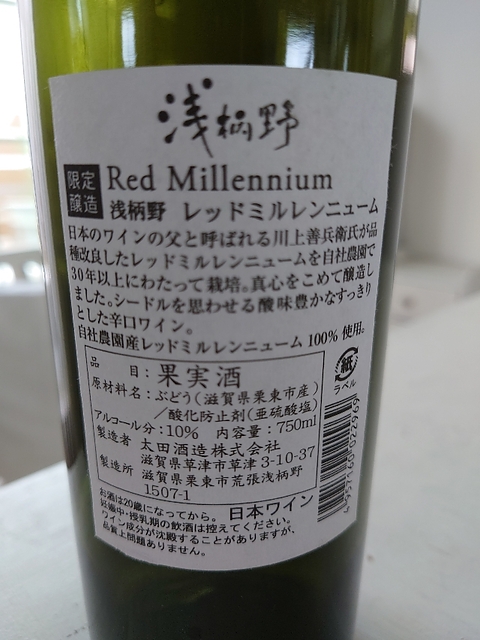 浅柄野
限定醸造
Red Millennium
浅柄野 レッドミルレンニューム
日本のワインの父と呼ばれる川上善兵衛氏が品
種改良したレッドミルレンニュームを自社農園で
30年以上にわたって栽培。真心をこめて醸造し
ました。シードルを思わせる酸味豊かなすっきり
とした辛口ワイン。
自社農園産レッドミルレンニューム 100% 使用。
品目:果実酒
原材料名:ぶどう(滋賀県栗東市産)
/酸化防止剤(亜硫酸塩)
アルコール分:10% 内容量:750ml
製造者 太田酒造株式会社
滋賀県草津市草津 3-10-37
製造所 滋賀県栗東市荒張浅柄野
1507-1
紙
ラベル
お酒は20歳になってから。 日本ワイン
妊娠中・授乳期の飲酒は控えてください。
ワイン成分が沈殿することがありますが、
品質上問題ありません。